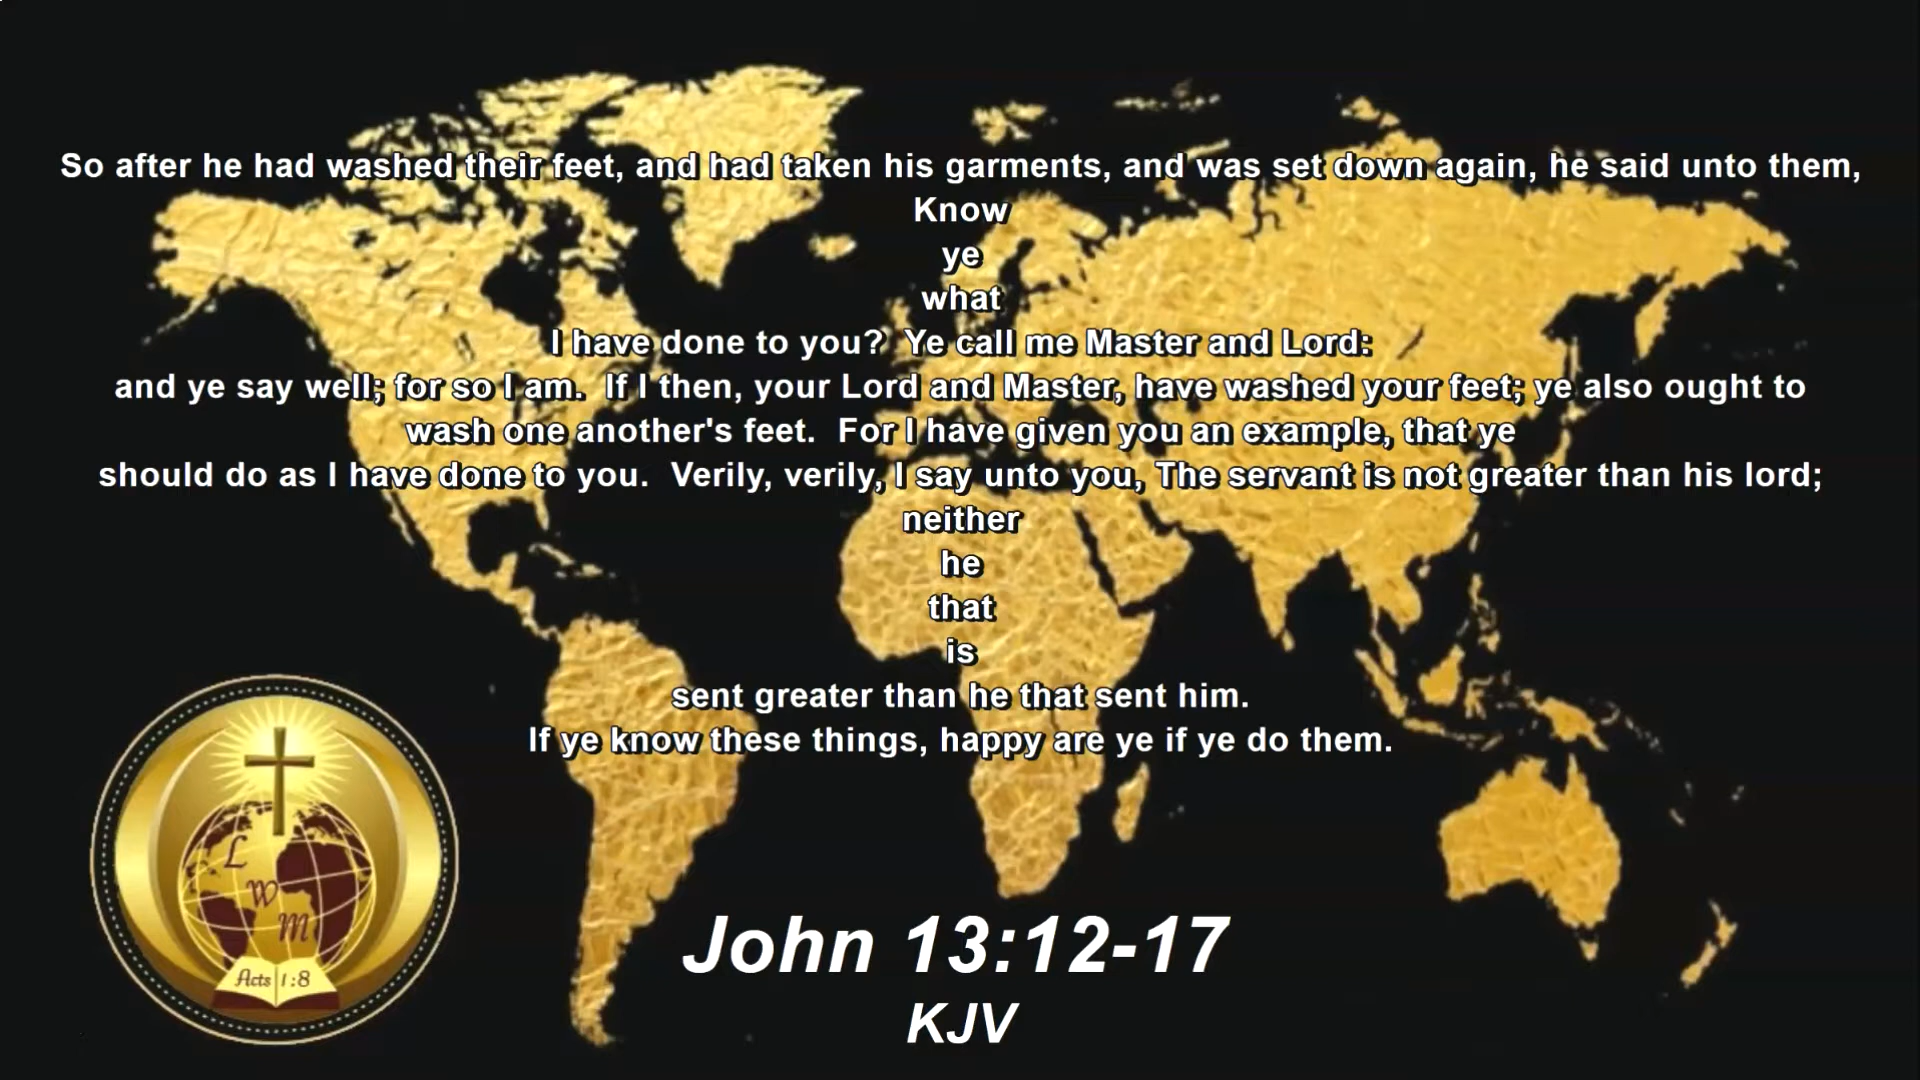 So after he had washed their feet, and had taken his garments, and was set down again, he said unto them,
Know
ye
what
I have done to you?  Ye call me Master and Lord:
and ye say well; for so I am.  If I then, your Lord and Master, have washed your feet; ye also ought to
wash one another's feet.  For I have given you an example, that ye
should do as I have done to you.  Verily, verily, I say unto you, The servant is not greater than his lord;
neither
he
that
is
sent greater than he that sent him.
If ye know these things, happy are ye if ye do them.
L
W
M
Acts 1:8
John 13:12-17
KJV